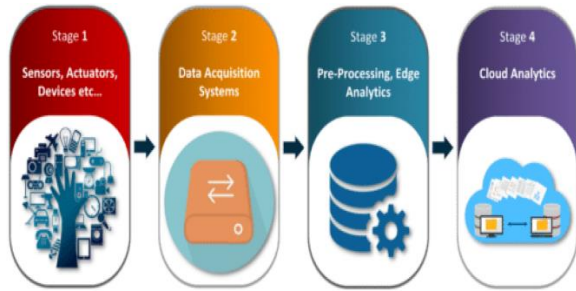 Stage 1
Sensors, Actuators,
Devices etc...
Stage 2
Data Acquisition
Systems
Stage 3
Pre-Processing, Edge
Analytics
Stage 4
Cloud Analytics